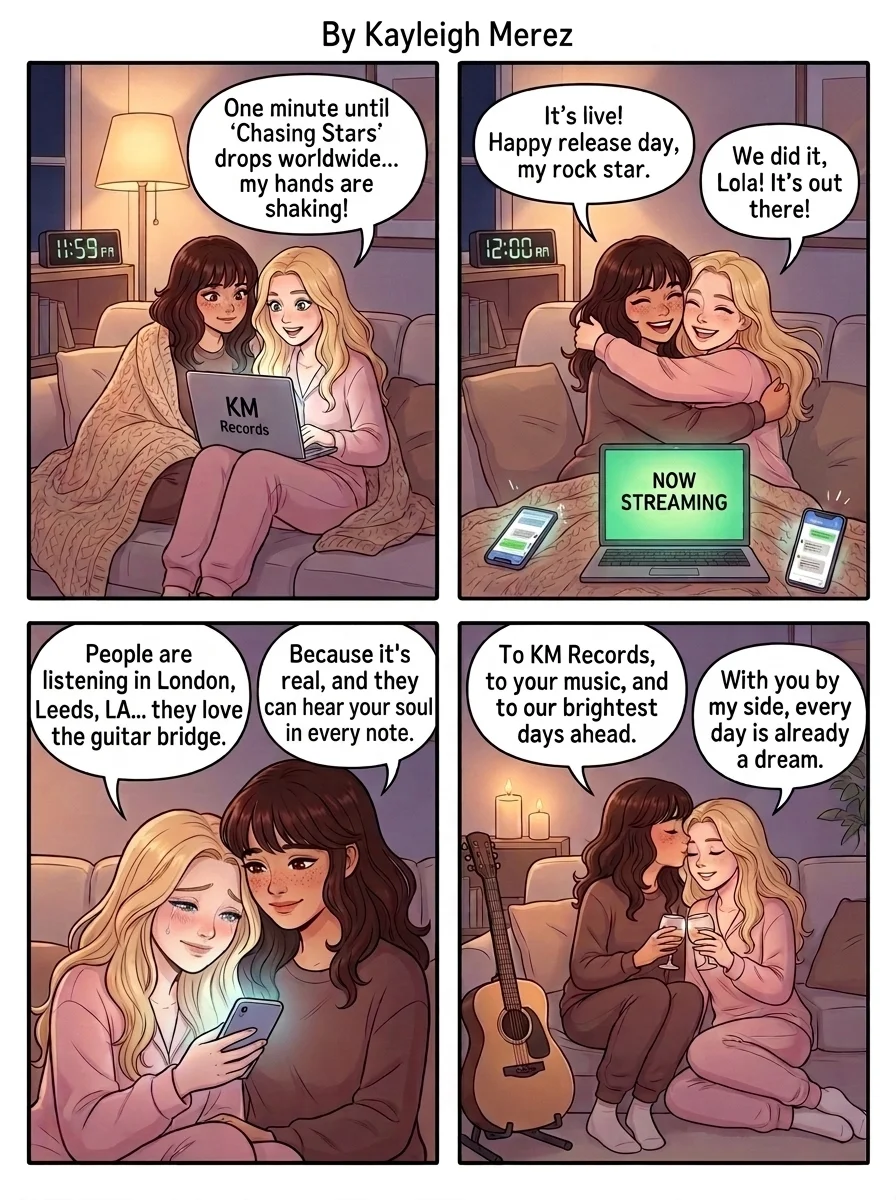 By Kayleigh Merez
One minute until
‘Chasing Stars’
drops worldwide...
my hands are
shaking!
11:59
KM
Records
It’s live!
Happy release day,
my rock star.
We did it,
Lola! It’s out
there!
12:00
NOW
STREAMING
People are
listening in London,
Leeds, LA... they love
the guitar bridge.
Because it's
real, and they
can hear your soul
in every note.
To KM Records,
to your music, and
to our brightest
days ahead.
With you by
my side, every
day is already
a dream.